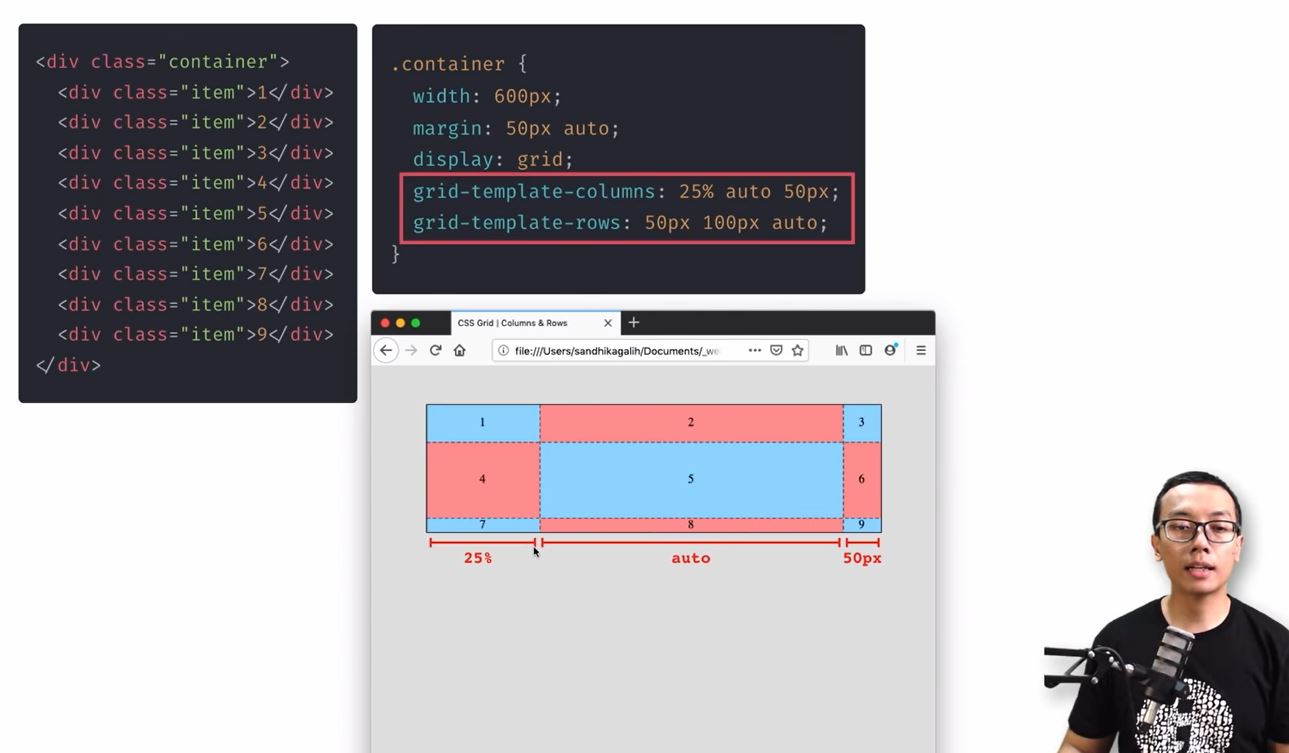 <div class="container">
<div class="item">1</div>
<div class="item">2</div>
<div class="item">3</div>
<div class="item">4</div>
<div class="item">5</div>
<div class="item">6</div>
<div class="item">7</div>
<div class="item">8</div>
<div class="item">9</div>
</div>
.container {
width: 600px;
margin: 50px auto;
display: grid;
grid-template-columns: 25% auto 50px;
grid-template-rows: 50px 100px auto;
}
CSS Grid | Columns & Rows
file:///Users/sandhikagalih/Documents/_we
1 2 3
4 5 6
7 8 9
25% auto 50px